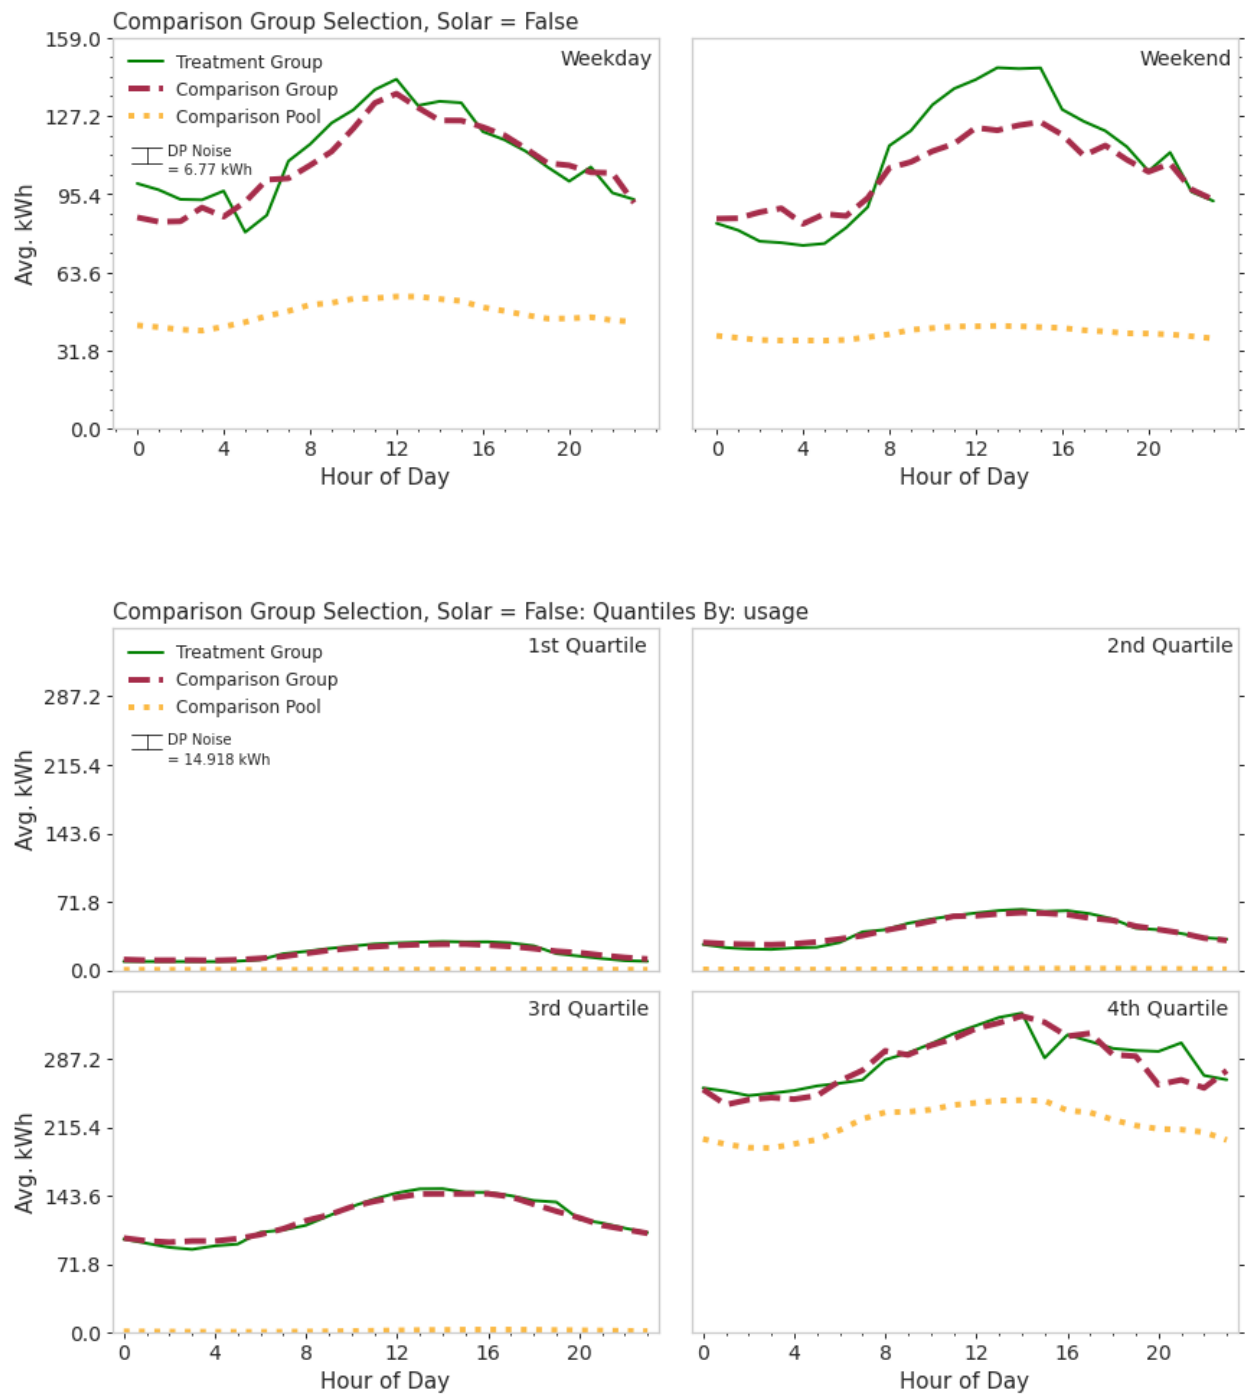 Comparison Group Selection, Solar = False
159.0
127.2
95.4
63.6
31.8
0.0
Avg. kWh
Treatment Group
Comparison Group
Comparison Pool
DP Noise
= 6.77 kWh
Weekday
0 4 8 12 16 20
Hour of Day
Weekend
0 4 8 12 16 20
Hour of Day
Comparison Group Selection, Solar = False: Quantiles By: usage
287.2
215.4
143.6
71.8
0.0
Avg. kWh
Treatment Group
Comparison Group
Comparison Pool
DP Noise
= 14.918 kWh
1st Quartile
2nd Quartile
287.2
215.4
143.6
71.8
0.0
Avg. kWh
3rd Quartile
0 4 8 12 16 20
Hour of Day
4th Quartile
0 4 8 12 16 20
Hour of Day